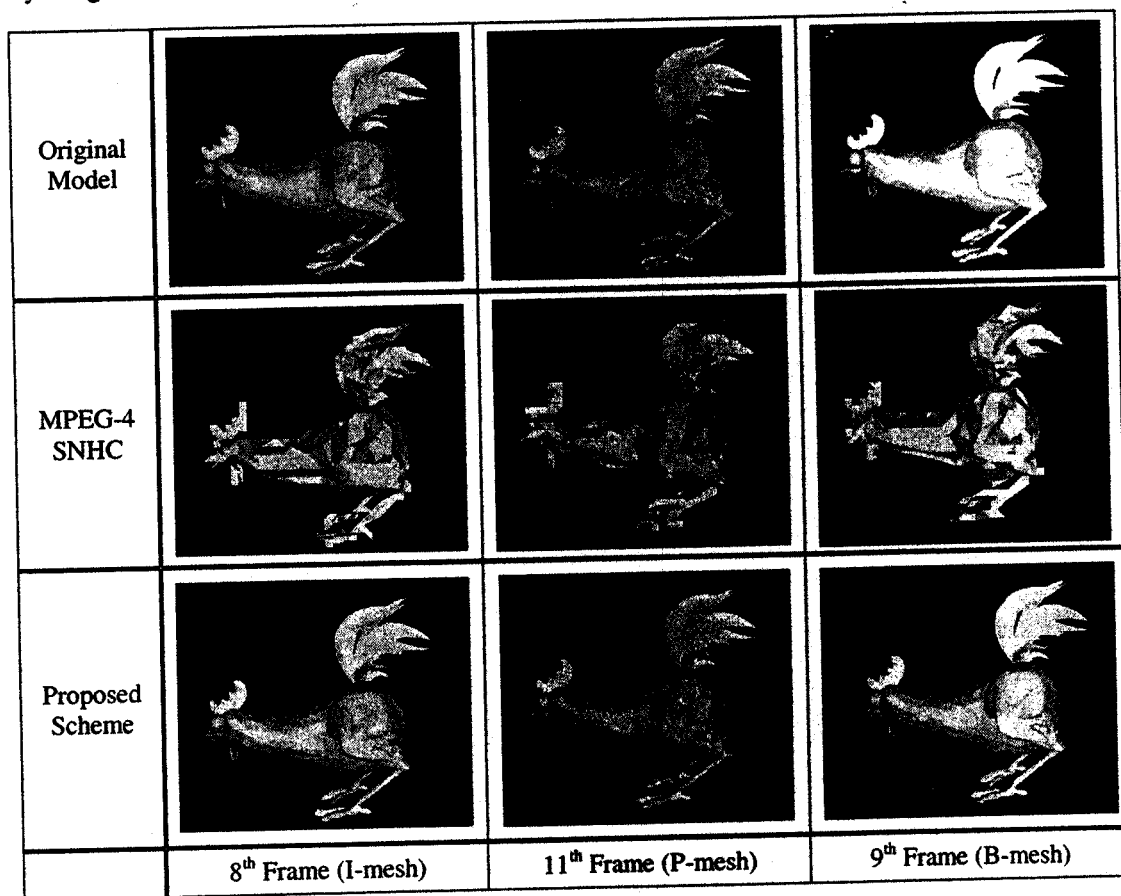 Original
Model
MPEG-4
SNHC
Proposed
Scheme
8th Frame (I-mesh)
11th Frame (P-mesh)
9th Frame (B-mesh)